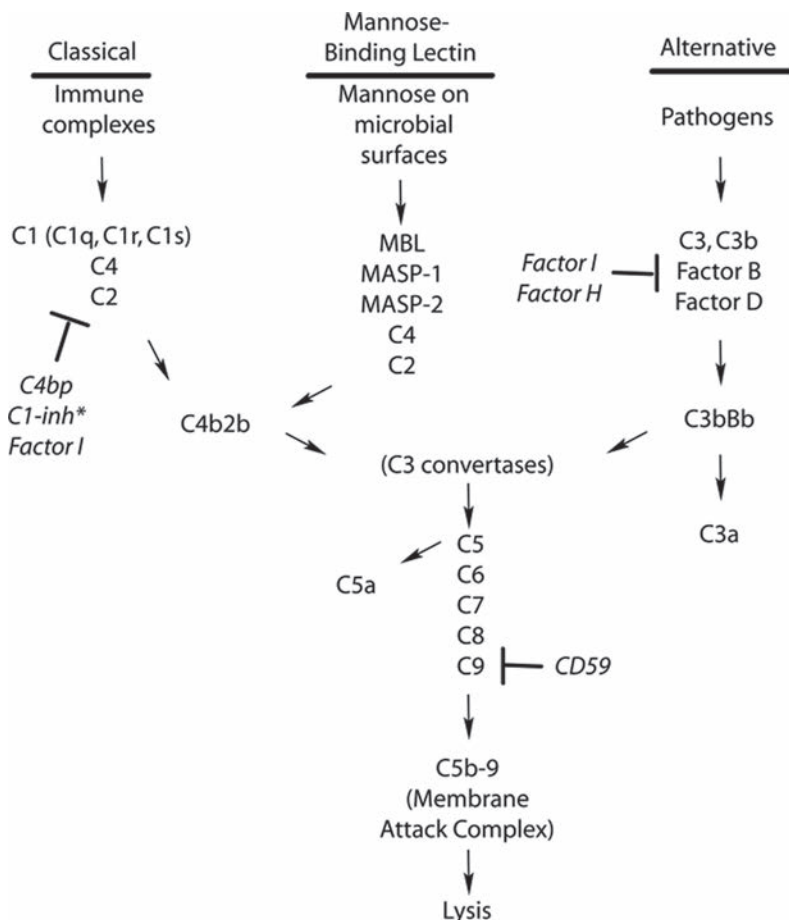 Classical
Immune
complexes
C1 (C1q, C1r, C1s)
C4
C2
C4bp
C1-inh*
Factor I
Mannose-
Binding Lectin
Mannose on
microbial
surfaces
MBL
MASP-1
MASP-2
C4
C2
Alternative
Pathogens
C3, C3b
Factor B
Factor D
Factor I
Factor H
C4b2b
C3bBb
(C3 convertases)
C3a
C5a
C5
C6
C7
C8
C9
CD59
C5b-9
(Membrane
Attack Complex)
Lysis